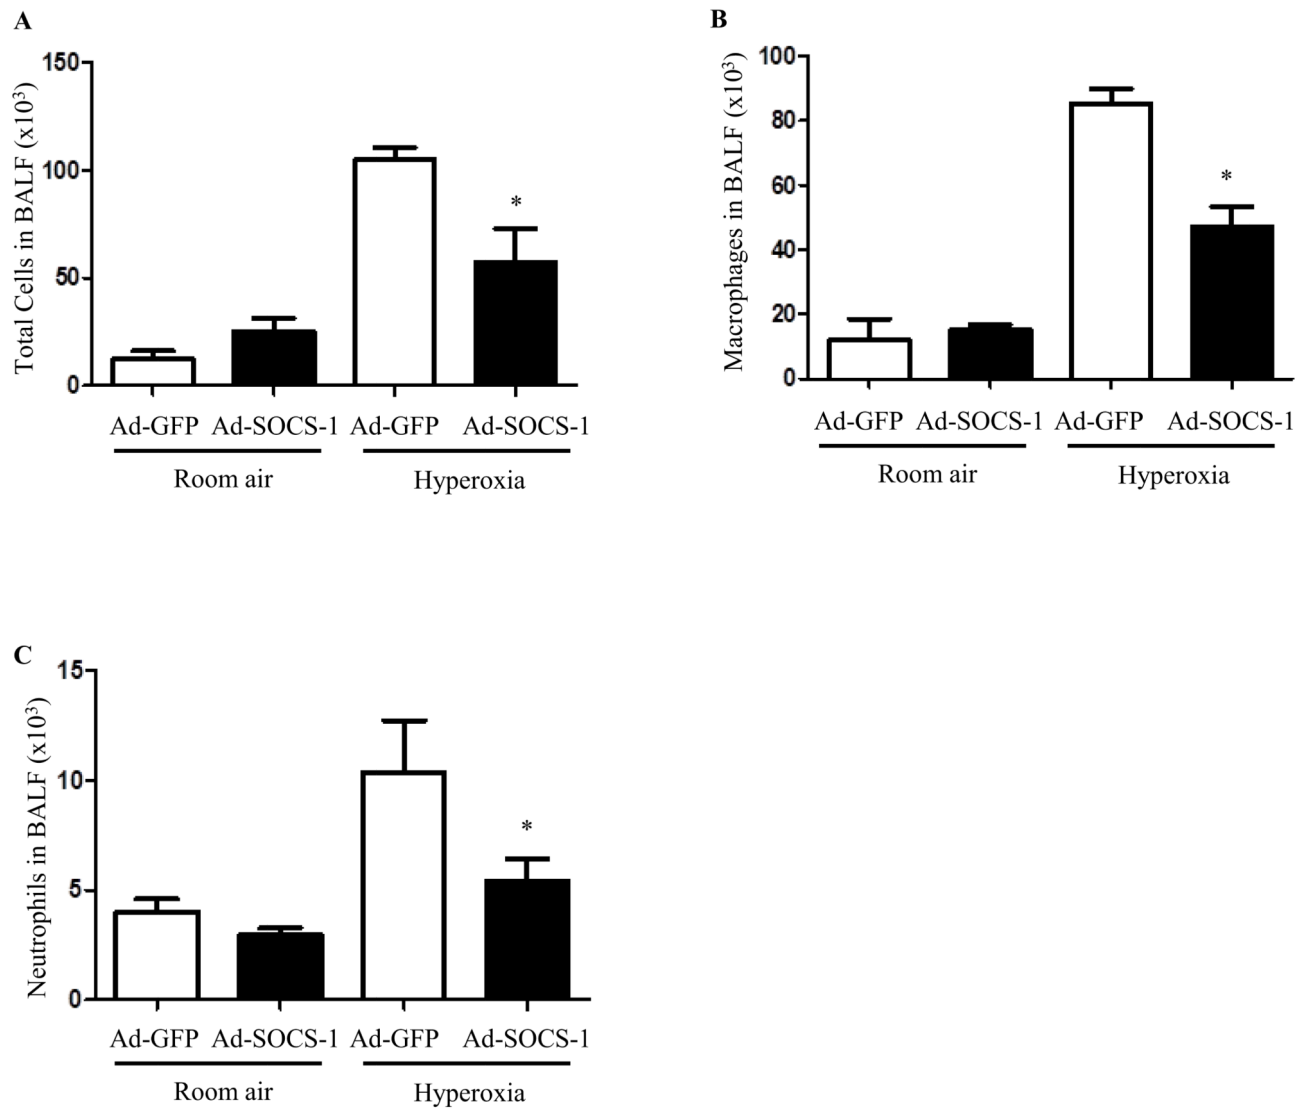 A
Total Cells in BALF (x10³)
150
100
50
0
*
Ad-GFP Ad-SOCS-1 Ad-GFP Ad-SOCS-1
Room air Hyperoxia
B
Macrophages in BALF (x10³)
100
80
60
40
20
0
*
Ad-GFP Ad-SOCS-1 Ad-GFP Ad-SOCS-1
Room air Hyperoxia
C
Neutrophils in BALF (x10³)
15
10
5
0
*
Ad-GFP Ad-SOCS-1 Ad-GFP Ad-SOCS-1
Room air Hyperoxia